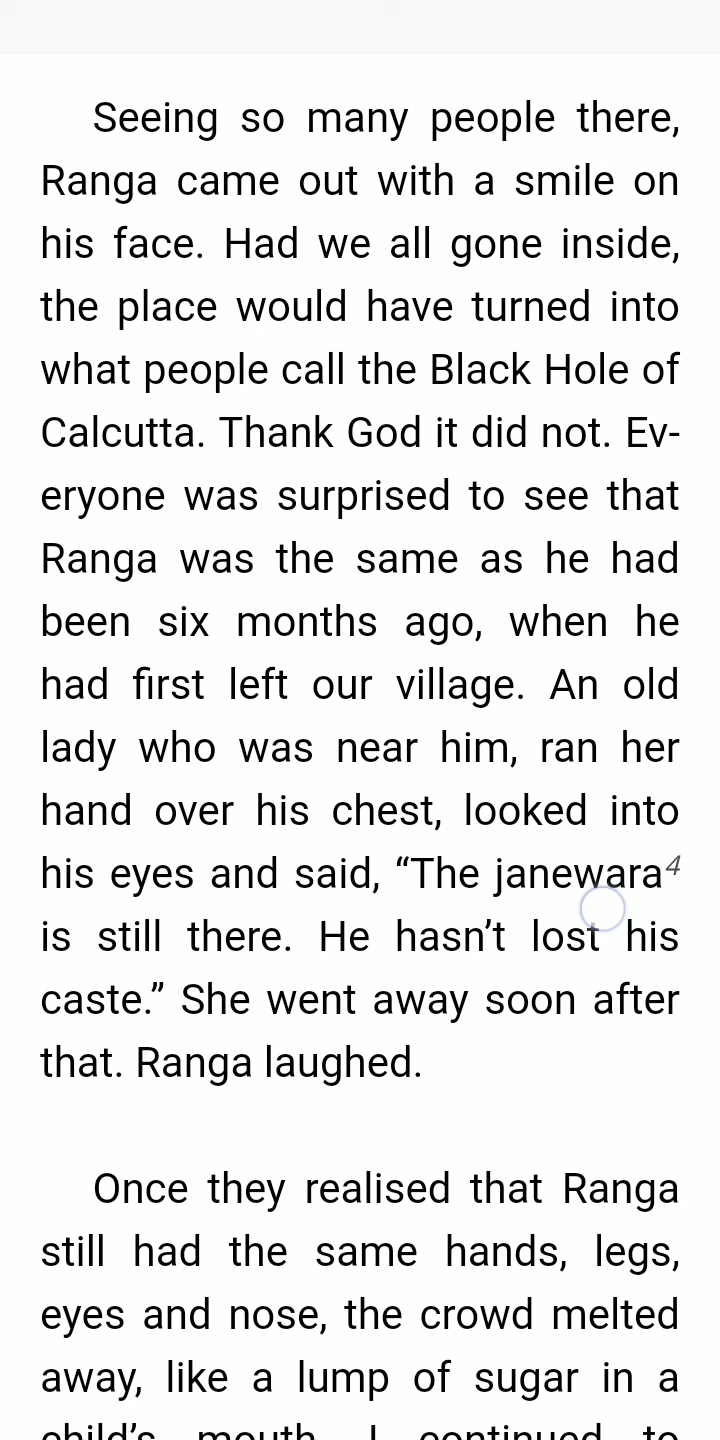 Seeing so many people there,
Ranga came out with a smile on
his face. Had we all gone inside,
the place would have turned into
what people call the Black Hole of
Calcutta. Thank God it did not. Ev-
eryone was surprised to see that
Ranga was the same as he had
been six months ago, when he
had first left our village. An old
lady who was near him, ran her
hand over his chest, looked into
his eyes and said, “The janewara4
is still there. He hasn’t lost his
caste.” She went away soon after
that. Ranga laughed.
Once they realised that Ranga
still had the same hands, legs,
eyes and nose, the crowd melted
away, like a lump of sugar in a
child’s mouth. I continued to